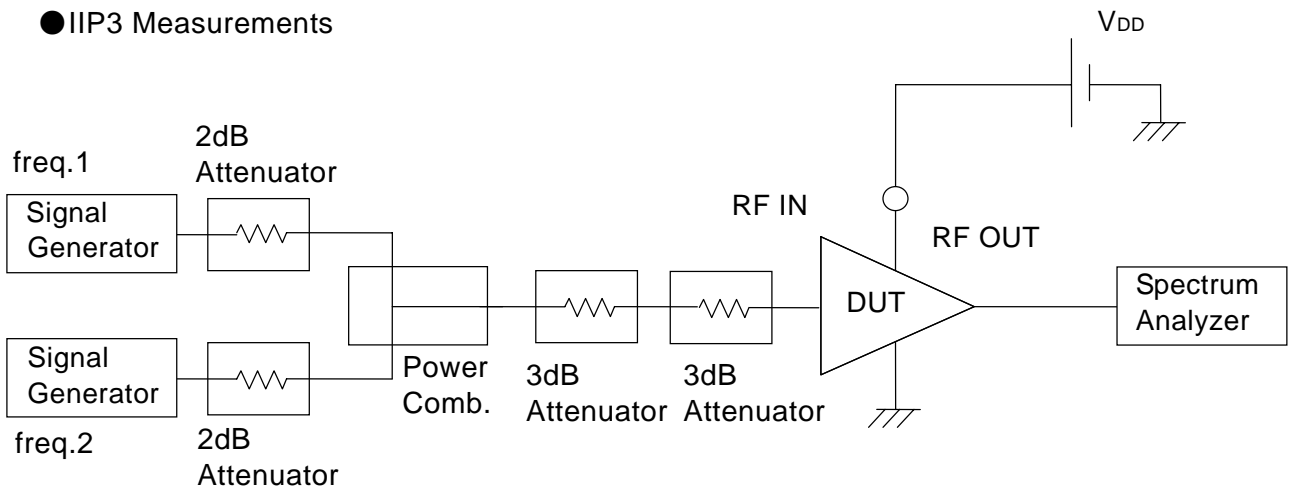 ●IIP3 Measurements
VDD
2dB
Attenuator
freq.1
Signal
Generator
RF IN
RF OUT
DUT
Spectrum
Analyzer
Signal
Generator
Power
Comb.
3dB
Attenuator
3dB
Attenuator
freq.2
2dB
Attenuator